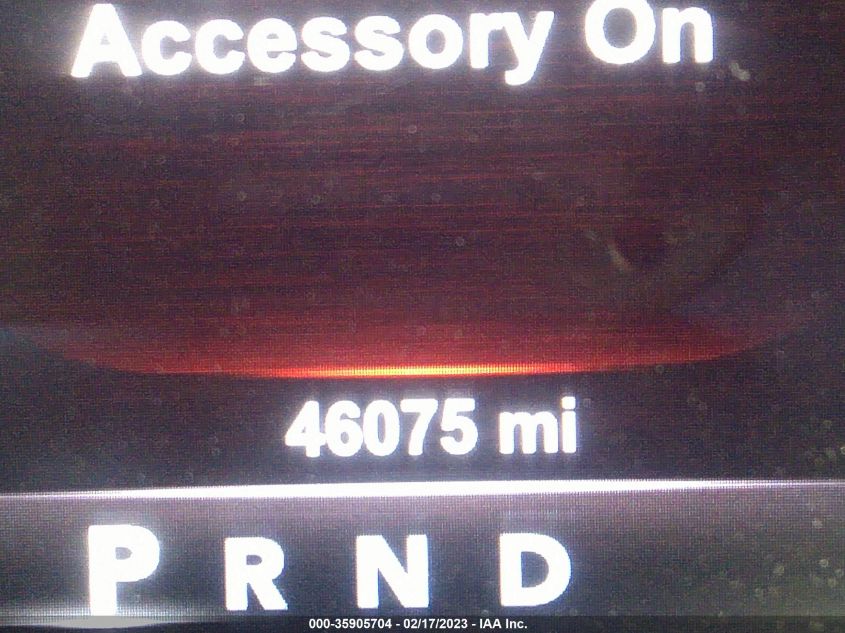 Accessory On
46075 mi
P R N D
000-35905704 - 02/17/2023 - IAA Inc.